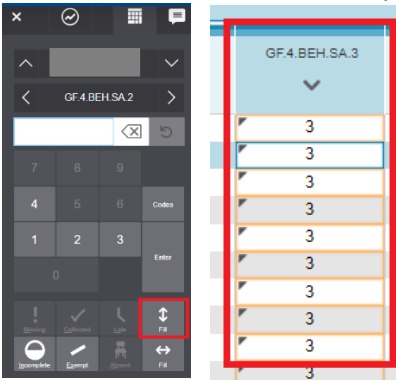 GF.4.BEH.SA.2
7 8 9
4 5 6 Codes
1 2 3
Enter
0
Missing Collected Late Fill
Incomplete Exempt Absent Fill
GF.4.BEH.SA.3
3
3
3
3
3
3
3
3
3
3